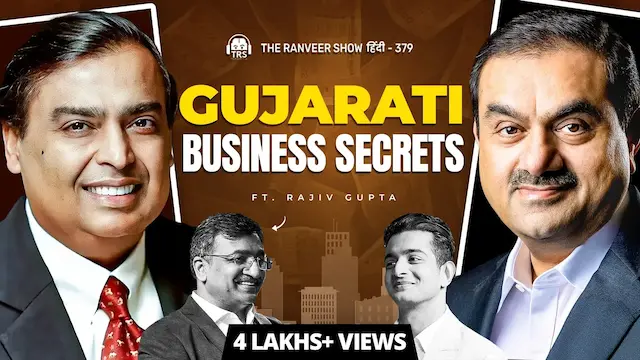 TRS
THE RANVEER SHOW हिंदी - 379
GUJARATI
BUSINESS SECRETS
FT. RAJIV GUPTA
4 LAKHS+ VIEWS